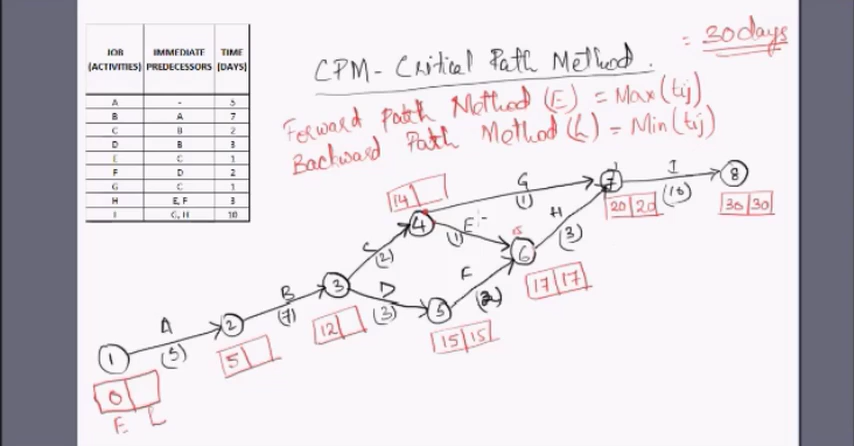 JOB (ACTIVITIES) IMMEDIATE PREDECESSORS TIME (DAYS)
A - 5
B A 7
C B 2
D B 3
E C 1
F D 2
G C 1
H E, F 3
I G, H 10
= 30 days
CPM - Critical Path Method.
Forward Path Method (E) = Max (tij)
Backward Path Method (L) = Min (tij)
G
(1)
7
I
(10)
8
14
20 20
30 30
4
E
(1)
H
(3)
C
(2)
15
6
17 17
B
(7)
3
D
(3)
F
(2)
5
15 15
12
A
(5)
2
5
1
0
E L